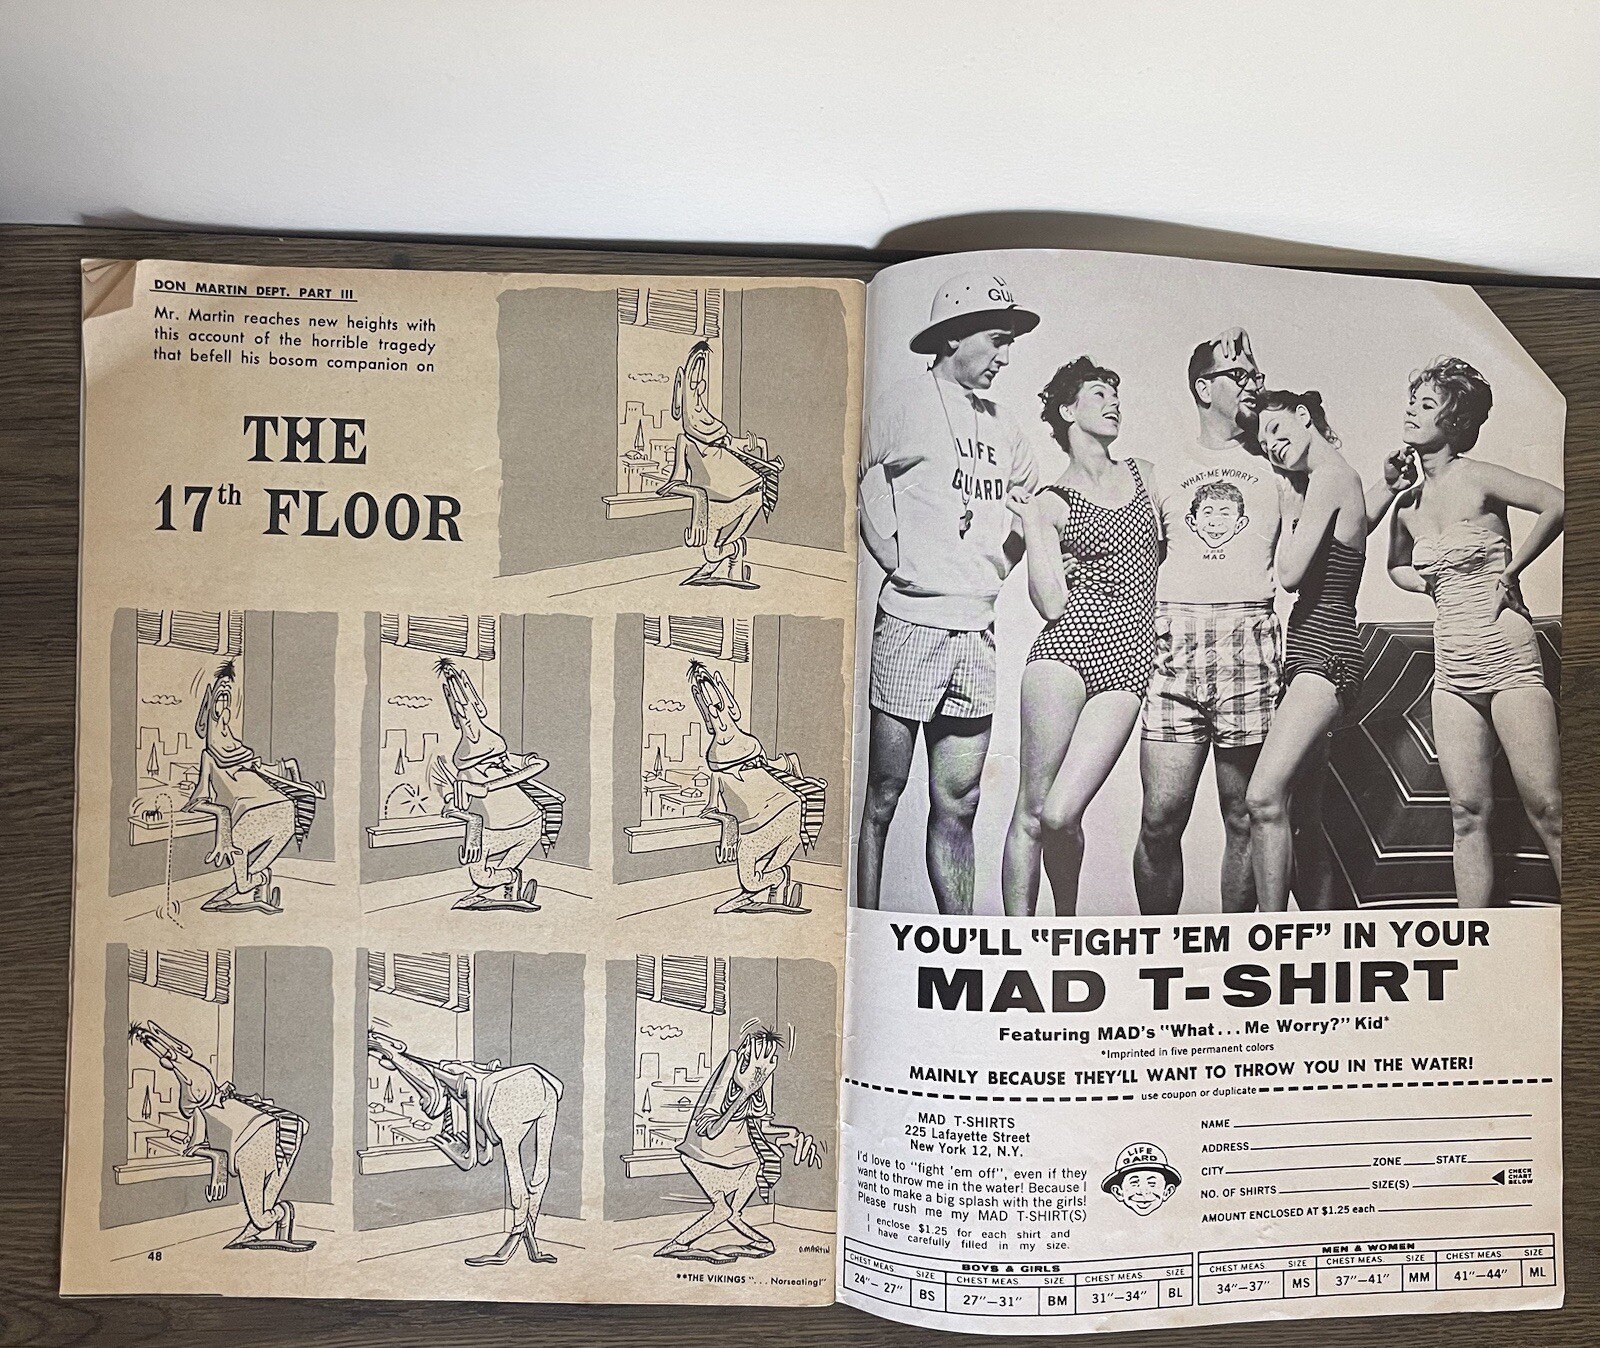 DON MARTIN DEPT. PART III
Mr. Martin reaches new heights with
this account of the horrible tragedy
that befell his bosom companion on
THE
17th FLOOR
D.MARTIN
48
**THE VIKINGS "... Norseating!"
GU
LIFE
GUARD
WHAT-ME WORRY?
I READ
MAD
YOU'LL "FIGHT 'EM OFF" IN YOUR
MAD T-SHIRT
Featuring MAD's "What... Me Worry?" Kid*
*Imprinted in five permanent colors
MAINLY BECAUSE THEY'LL WANT TO THROW YOU IN THE WATER!
use coupon or duplicate
MAD T-SHIRTS
225 Lafayette Street
New York 12, N.Y.
I'd love to "fight 'em off", even if they
want to throw me in the water! Because I
want to make a big splash with the girls!
Please rush me my MAD T-SHIRT(S)
I enclose $1.25 for each shirt and
I have carefully filled in my size.
LIFE
GARD
NAME
ADDRESS
CITY ZONE STATE
NO. OF SHIRTS SIZE(S)
CHECK
CHART
BELOW
AMOUNT ENCLOSED AT $1.25 each
BOYS & GIRLS
CHEST MEAS. SIZE CHEST MEAS. SIZE CHEST MEAS. SIZE
24"– 27" BS 27"–31" BM 31"–34" BL
MEN & WOMEN
CHEST MEAS. SIZE CHEST MEAS. SIZE CHEST MEAS. SIZE
34"–37" MS 37"–41" MM 41"–44" ML